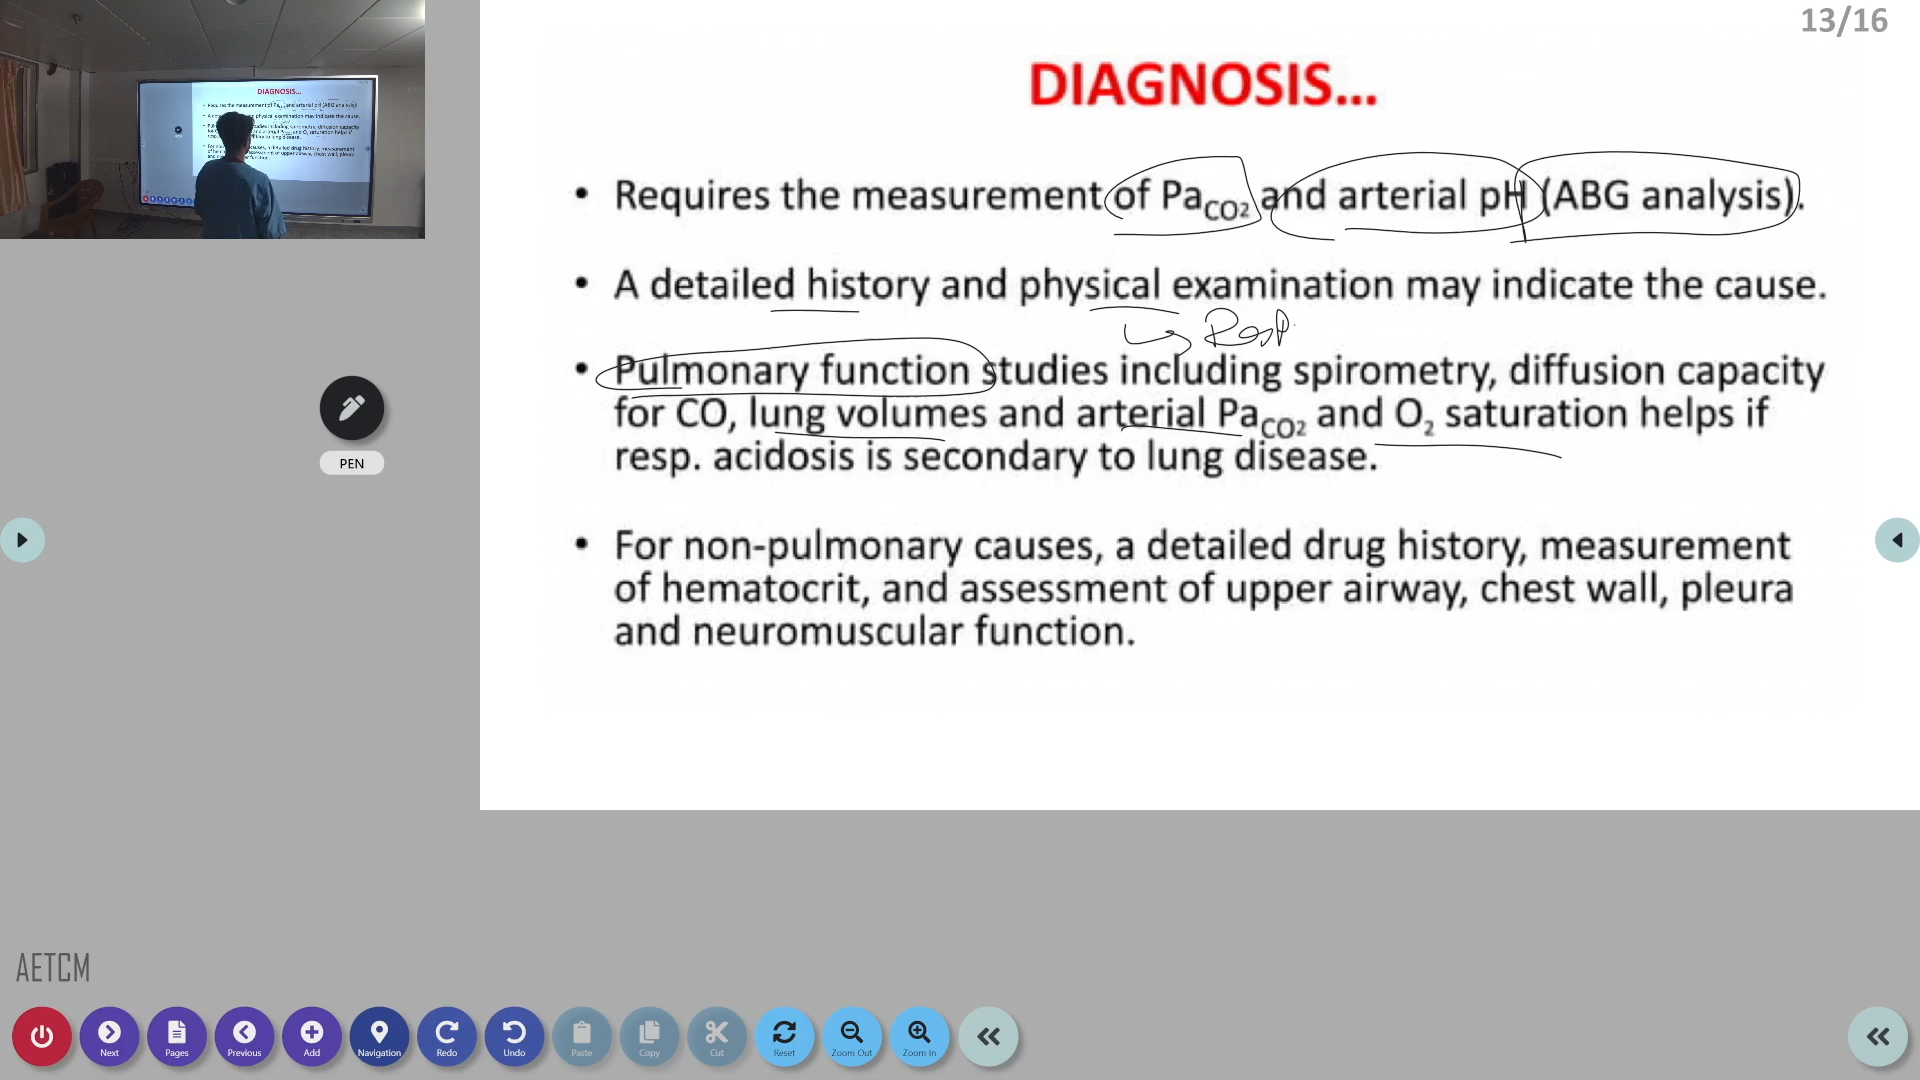 13/16
DIAGNOSIS...
• Requires the measurement of PaCO2 and arterial pH (ABG analysis).
• A detailed history and physical examination may indicate the cause.
Resp
• Pulmonary function studies including spirometry, diffusion capacity
for CO, lung volumes and arterial PaCO2 and O2 saturation helps if
resp. acidosis is secondary to lung disease.
• For non-pulmonary causes, a detailed drug history, measurement
of hematocrit, and assessment of upper airway, chest wall, pleura
and neuromuscular function.
PEN
AETCM
Next Pages Previous Add Navigation Redo Undo Paste Copy Cut Reset Zoom Out Zoom In